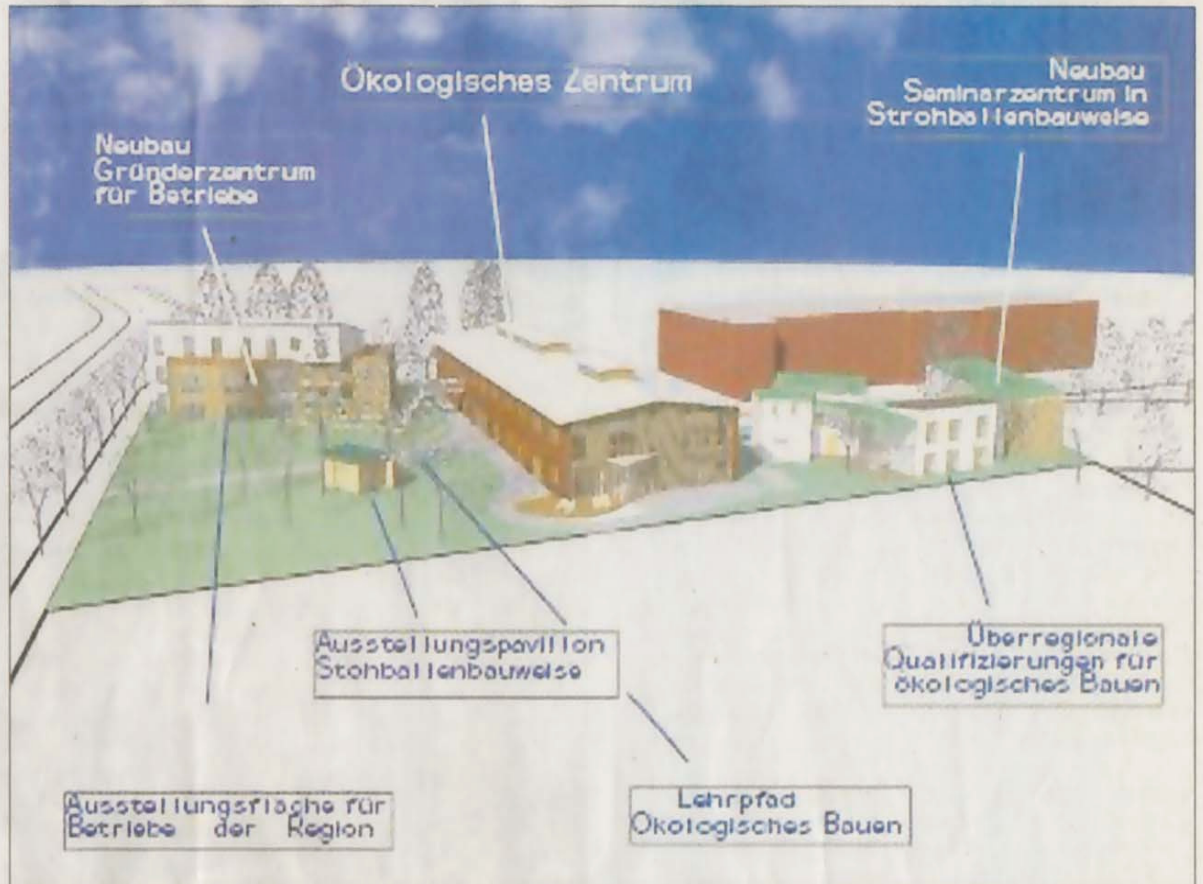 Ökologisches Zentrum
Neubau
Seminarzentrum in
Strohballenbauweise
Neubau
Gründerzentrum
für Betriebe
Ausstellungspavillon
Stohballenbauweise
Überregionale
Qualifizierungen für
ökologisches Bauen
Ausstellungsfläche für
Betriebe der Region
Lehrpfad
Ökologisches Bauen